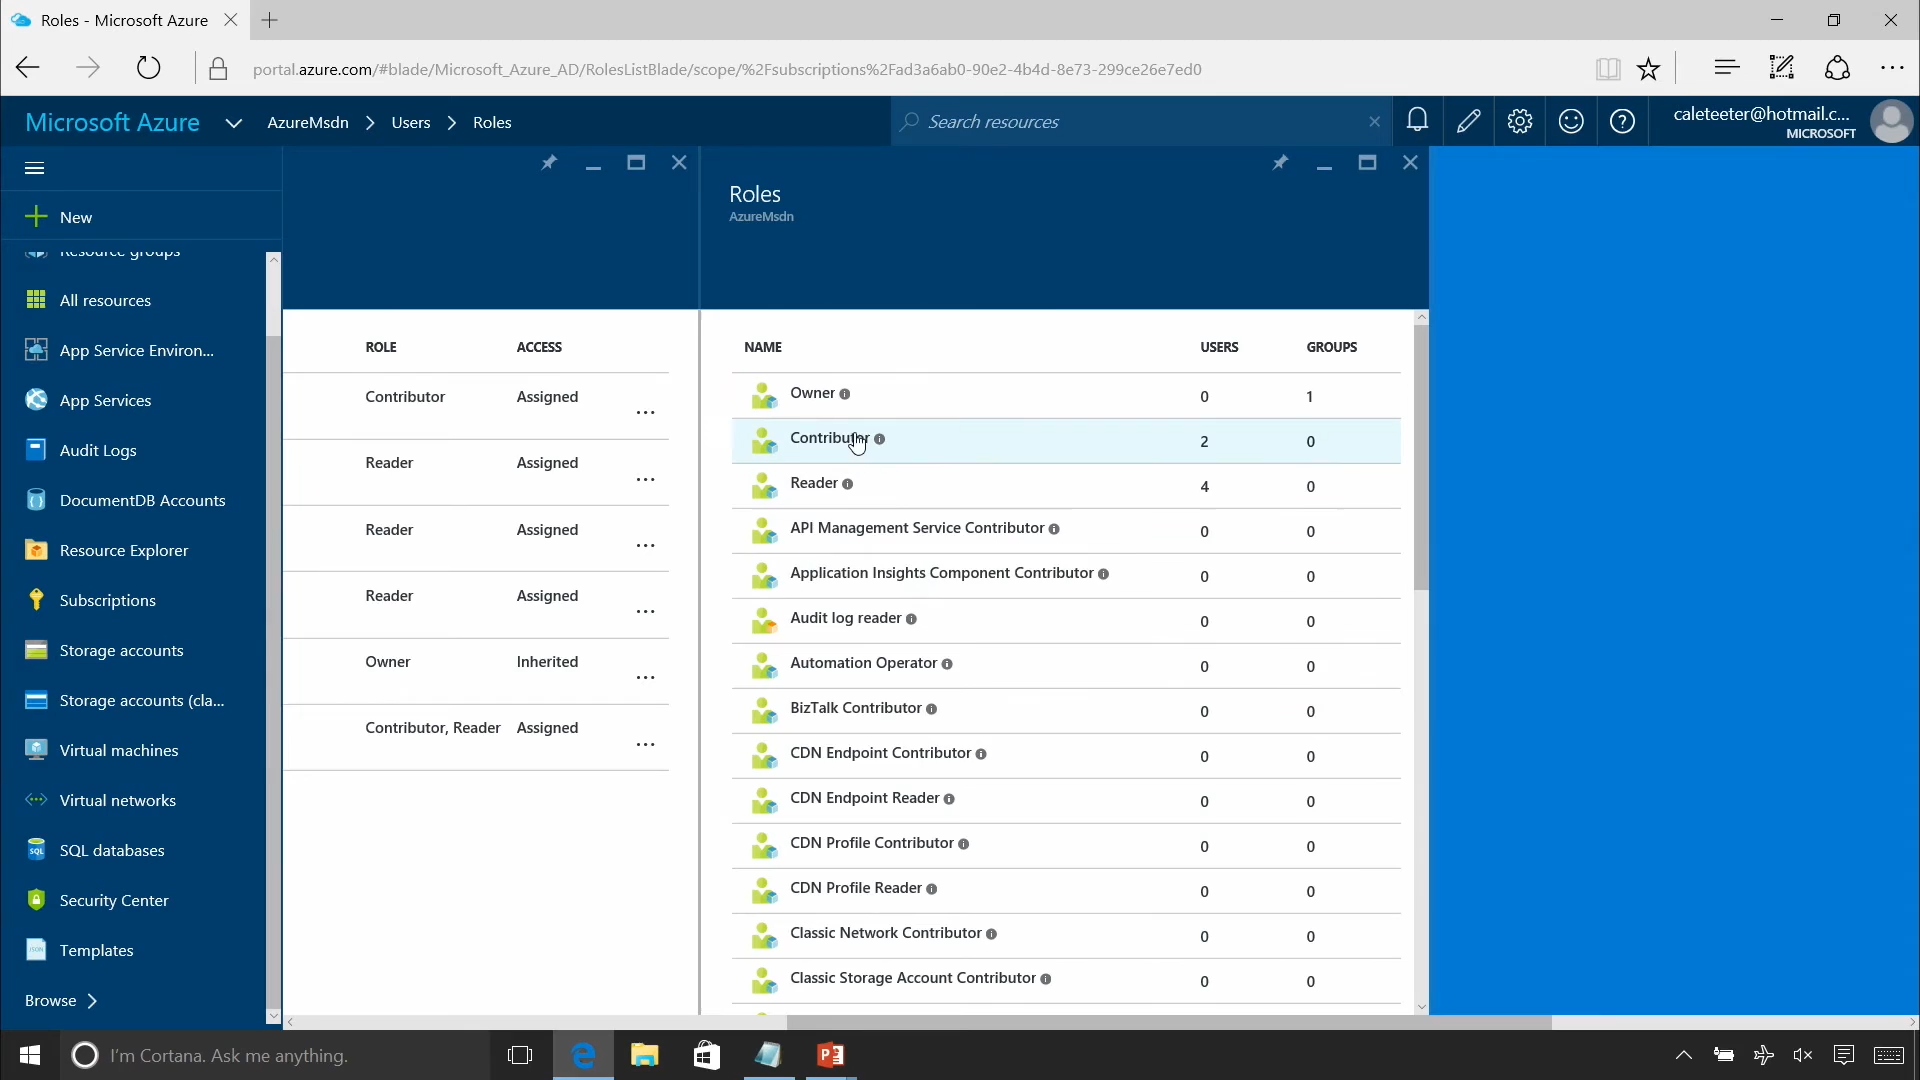 Roles - Microsoft Azure
portal.azure.com/#blade/Microsoft_Azure_AD/RolesListBlade/scope/%2Fsubscriptions%2Fad3a6ab0-90e2-4b4d-8e73-299ce26e7ed0
Microsoft Azure
AzureMsdn > Users > Roles
Search resources
caleteeter@hotmail.c...
MICROSOFT
New
Resource groups
All resources
App Service Environ...
App Services
Audit Logs
DocumentDB Accounts
Resource Explorer
Subscriptions
Storage accounts
Storage accounts (cla...
Virtual machines
Virtual networks
SQL databases
Security Center
Templates
Browse >
ROLE ACCESS
Contributor Assigned ...
Reader Assigned ...
Reader Assigned ...
Reader Assigned ...
Owner Inherited ...
Contributor, Reader Assigned ...
Roles
AzureMsdn
NAME USERS GROUPS
Owner 0 1
Contributor 2 0
Reader 4 0
API Management Service Contributor 0 0
Application Insights Component Contributor 0 0
Audit log reader 0 0
Automation Operator 0 0
BizTalk Contributor 0 0
CDN Endpoint Contributor 0 0
CDN Endpoint Reader 0 0
CDN Profile Contributor 0 0
CDN Profile Reader 0 0
Classic Network Contributor 0 0
Classic Storage Account Contributor 0 0
I'm Cortana. Ask me anything.